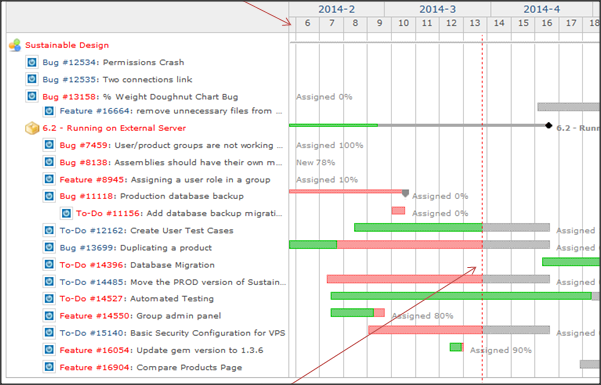 2014-2 2014-3 2014-4
6 7 8 9 10 11 12 13 14 15 16 17 18
Sustainable Design
Bug #12534: Permissions Crash
Bug #12535: Two connections link
Bug #13158: % Weight Doughnut Chart Bug Assigned 0%
Feature #16664: remove unnecessary files from ...
6.2 - Running on External Server 6.2 - Runn
Bug #7459: User/product groups are not working ... Assigned 100%
Bug #8138: Assemblies should have their own m... New 78%
Feature #8945: Assigning a user role in a group Assigned 10%
Bug #11118: Production database backup Assigned 0%
To-Do #11156: Add database backup migrati... Assigned 0%
To-Do #12162: Create User Test Cases Assigned
Bug #13699: Duplicating a product Assigned
To-Do #14396: Database Migration
To-Do #14485: Move the PROD version of Sustain... Assigned
To-Do #14527: Automated Testing
Feature #14550: Group admin panel Assigned 80%
To-Do #15140: Basic Security Configuration for VPS Assigned
Feature #16054: Update gem version to 1.3.6 Assigned 90%
Feature #16904: Compare Products Page